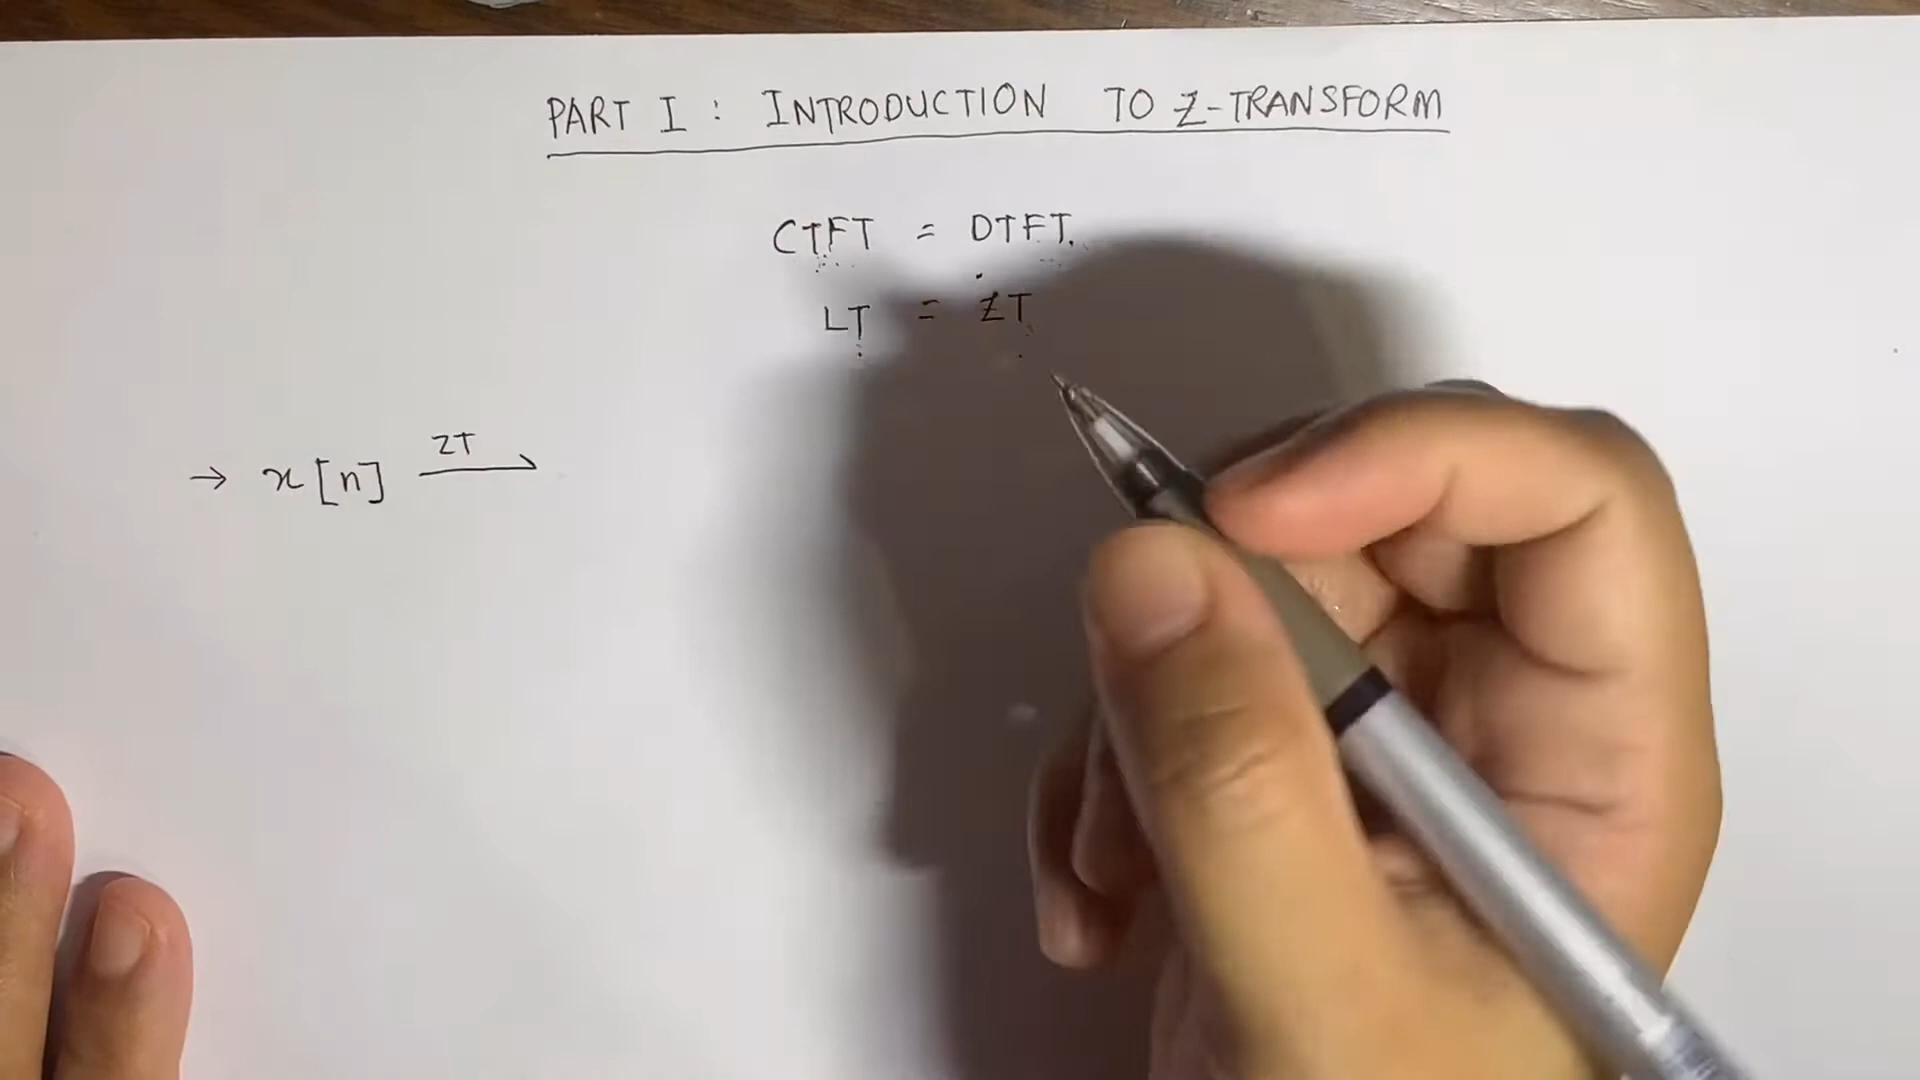 PART I : INTRODUCTION TO Z-TRANSFORM
CTFT = DTFT.
LT = ZT
ZT
→ x[n] →